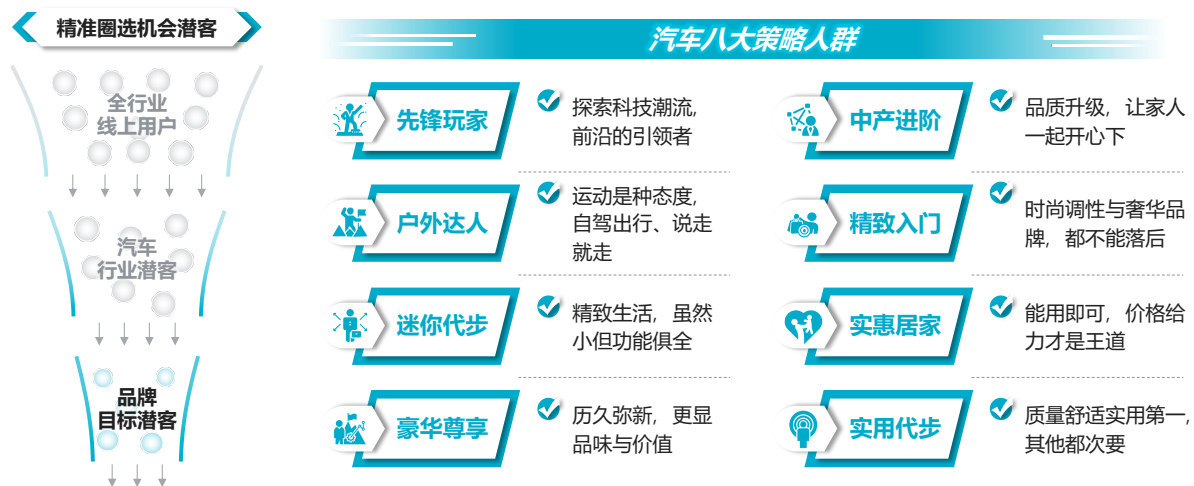 精准圈选机会潜客
全行业
线上用户
汽车
行业潜客
品牌
目标潜客
汽车八大策略人群
先锋玩家
探索科技潮流，
前沿的引领者
户外达人
运动是种态度，
自驾出行、说走
就走
迷你代步
精致生活，虽然
小但功能俱全
豪华尊享
历久弥新，更显
品味与价值
中产进阶
品质升级，让家人
一起开心下
精致入门
时尚调性与奢华品
牌，都不能落后
实惠居家
能用即可，价格给
力才是王道
实用代步
质量舒适实用第一，
其他都次要